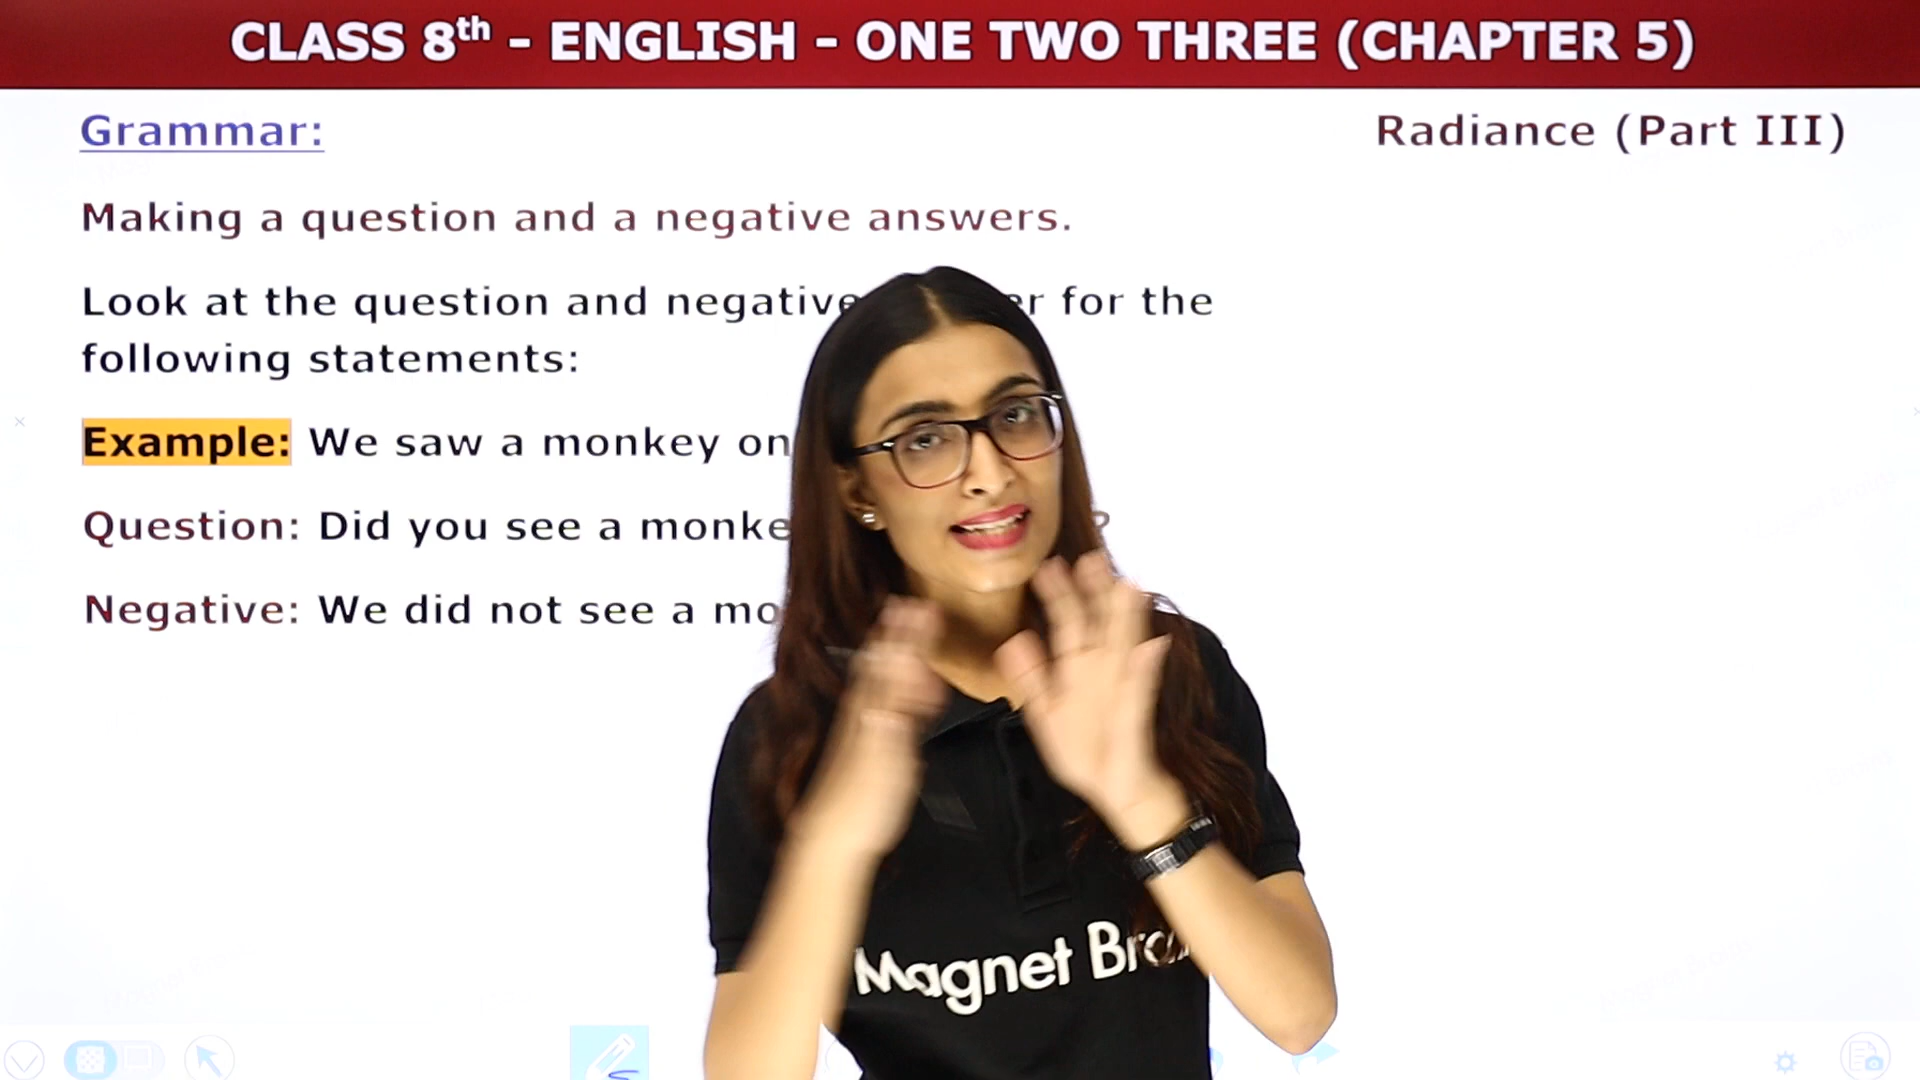 CLASS 8th - ENGLISH - ONE TWO THREE (CHAPTER 5)
Grammar:
Radiance (Part III)
Making a question and a negative answers.
Look at the question and negative er for the
following statements:
Example: We saw a monkey on
Question: Did you see a monke ?
Negative: We did not see a mo
Magnet Bra